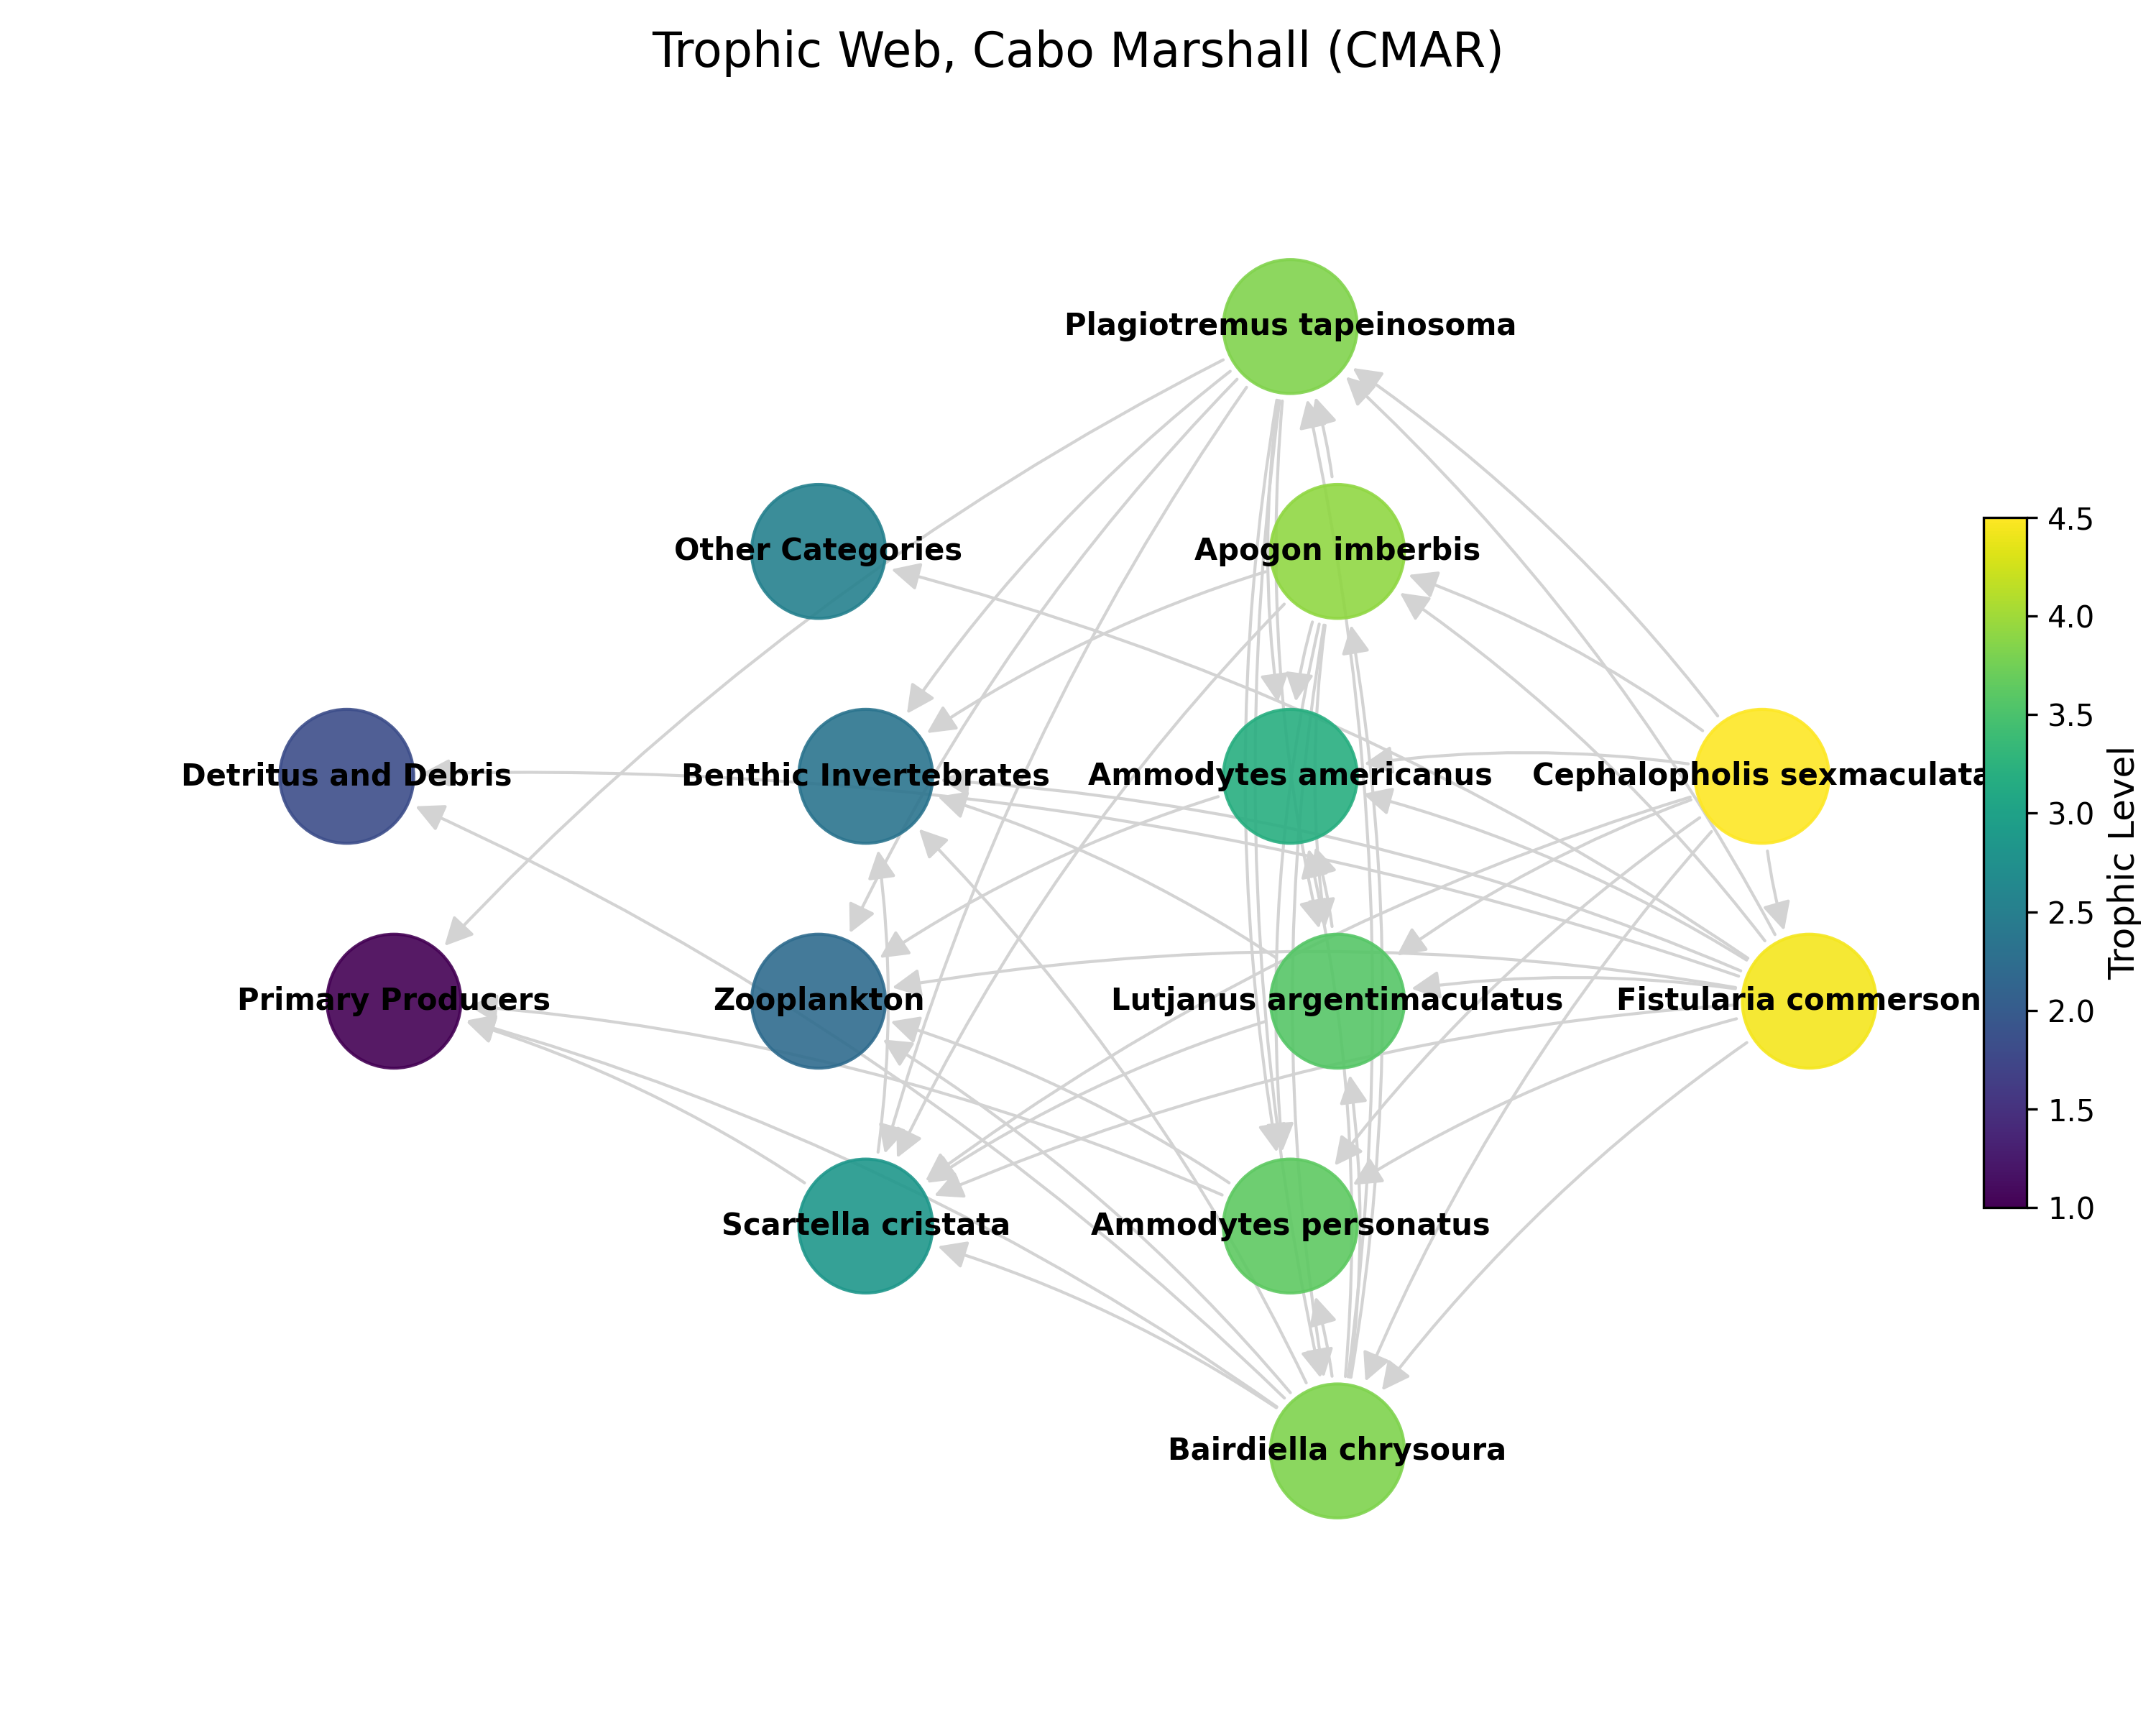 Trophic Web, Cabo Marshall (CMAR)
Plagiotremus tapeinosoma
Other Categories
Apogon imberbis
Detritus and Debris
Benthic Invertebrates
Ammodytes americanus
Cephalopholis sexmaculata
Primary Producers
Zooplankton
Lutjanus argentimaculatus
Fistularia commerson
Scartella cristata
Ammodytes personatus
Bairdiella chrysoura
4.5
4.0
3.5
3.0
2.5
2.0
1.5
1.0
Trophic Level